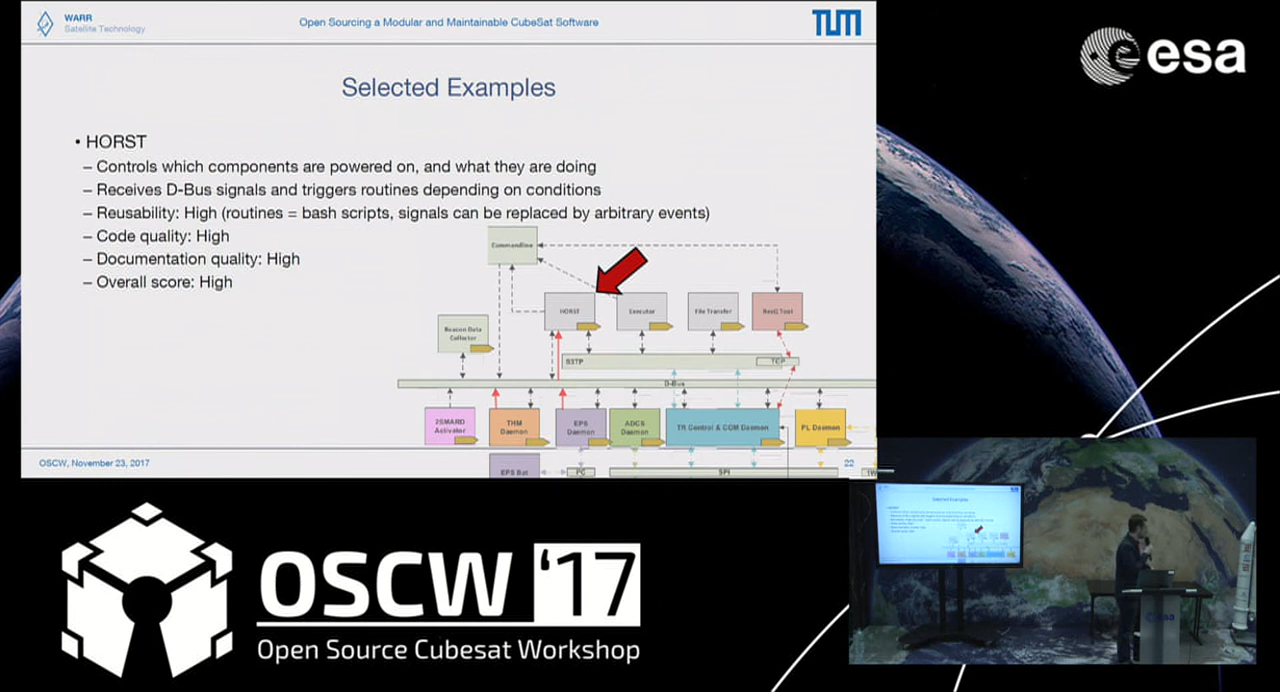 WARR
Satellite Technology
Open Sourcing a Modular and Maintainable CubeSat Software
TUM
esa
Selected Examples
• HORST
– Controls which components are powered on, and what they are doing
– Receives D-Bus signals and triggers routines depending on conditions
– Reusability: High (routines = bash scripts, signals can be replaced by arbitrary events)
– Code quality: High
– Documentation quality: High
– Overall score: High
Commandline
HORST
Executor
File Transfer
Beacon Data
Collector
S3TP
TCP
D-Bus
2SMARD
Activator
THM
Daemon
EPS
Daemon
ADCS
Daemon
TR Control & COM Daemon
PL Daemon
EPS Bat
SPI
OSCW, November 23, 2017
22
Selected Examples
esa
OSCW '17
Open Source Cubesat Workshop